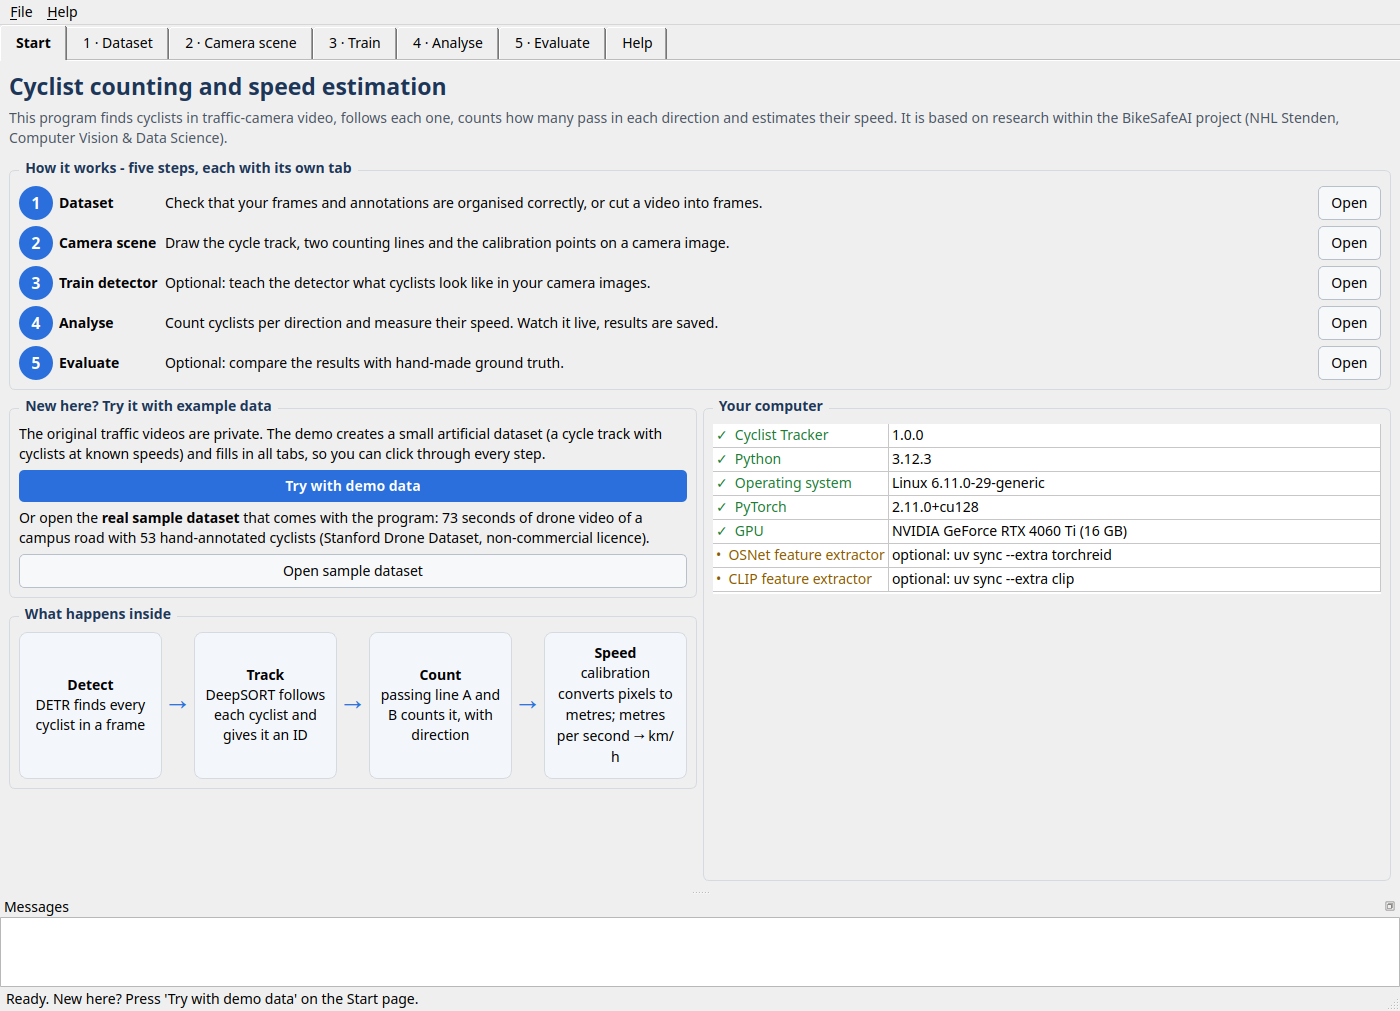 File Help
Start 1 · Dataset 2 · Camera scene 3 · Train 4 · Analyse 5 · Evaluate Help
Cyclist counting and speed estimation
This program finds cyclists in traffic-camera video, follows each one, counts how many pass in each direction and estimates their speed. It is based on research within the BikeSafeAI project (NHL Stenden,
Computer Vision & Data Science).
How it works - five steps, each with its own tab
1 Dataset Check that your frames and annotations are organised correctly, or cut a video into frames. Open
2 Camera scene Draw the cycle track, two counting lines and the calibration points on a camera image. Open
3 Train detector Optional: teach the detector what cyclists look like in your camera images. Open
4 Analyse Count cyclists per direction and measure their speed. Watch it live, results are saved. Open
5 Evaluate Optional: compare the results with hand-made ground truth. Open
New here? Try it with example data
The original traffic videos are private. The demo creates a small artificial dataset (a cycle track with
cyclists at known speeds) and fills in all tabs, so you can click through every step.
Try with demo data
Or open the real sample dataset that comes with the program: 73 seconds of drone video of a
campus road with 53 hand-annotated cyclists (Stanford Drone Dataset, non-commercial licence).
Open sample dataset
What happens inside
Detect
DETR finds every
cyclist in a frame
→
Track
DeepSORT follows
each cyclist and
gives it an ID
→
Count
passing line A and
B counts it, with
direction
→
Speed
calibration
converts pixels to
metres; metres
per second → km/
h
Your computer
✓ Cyclist Tracker 1.0.0
✓ Python 3.12.3
✓ Operating system Linux 6.11.0-29-generic
✓ PyTorch 2.11.0+cu128
✓ GPU NVIDIA GeForce RTX 4060 Ti (16 GB)
• OSNet feature extractor optional: uv sync --extra torchreid
• CLIP feature extractor optional: uv sync --extra clip
Messages
Ready. New here? Press 'Try with demo data' on the Start page.